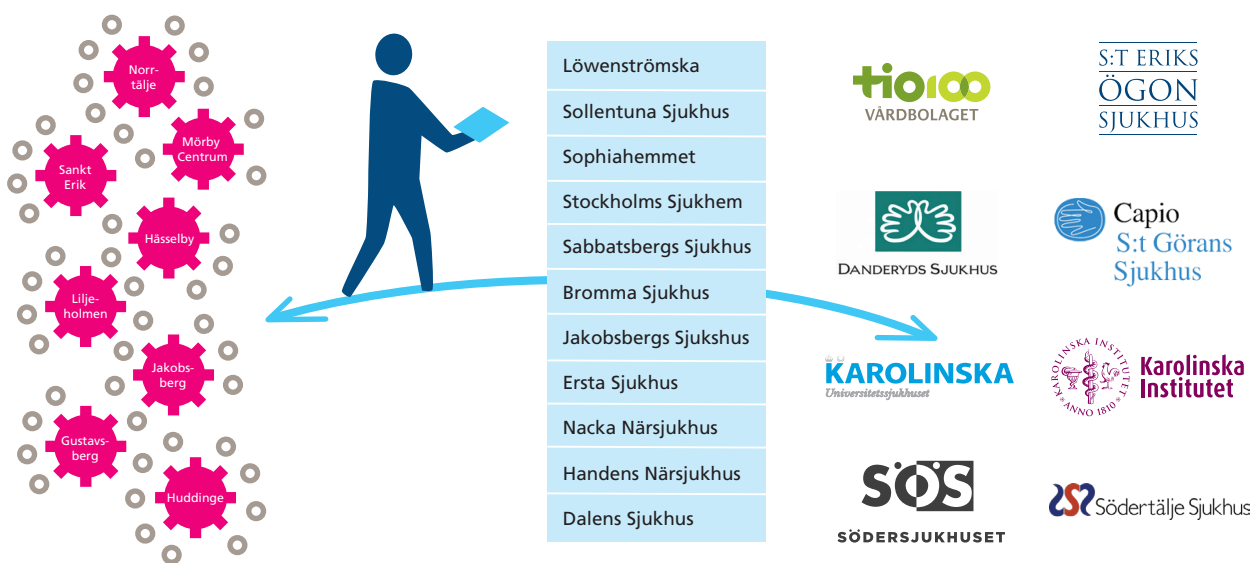 Norr-
tälje
Mörby
Centrum
Sankt
Erik
Hässelby
Lilje-
holmen
Jakobs-
berg
Gustavs-
berg
Huddinge
Löwenströmska
Sollentuna Sjukhus
Sophiahemmet
Stockholms Sjukhem
Sabbatsbergs Sjukhus
Bromma Sjukhus
Jakobsbergs Sjukshus
Ersta Sjukhus
Nacka Närsjukhus
Handens Närsjukhus
Dalens Sjukhus
tio100
VÅRDBOLAGET
S:T ERIKS
ÖGON
SJUKHUS
DANDERYDS SJUKHUS
Capio
S:t Görans
Sjukhus
KAROLINSKA
Universitetssjukhuset
KAROLINSKA INSTITUTET
ANNO 1810
Karolinska
Institutet
SÖS
SÖDERSJUKHUSET
Södertälje Sjukhus